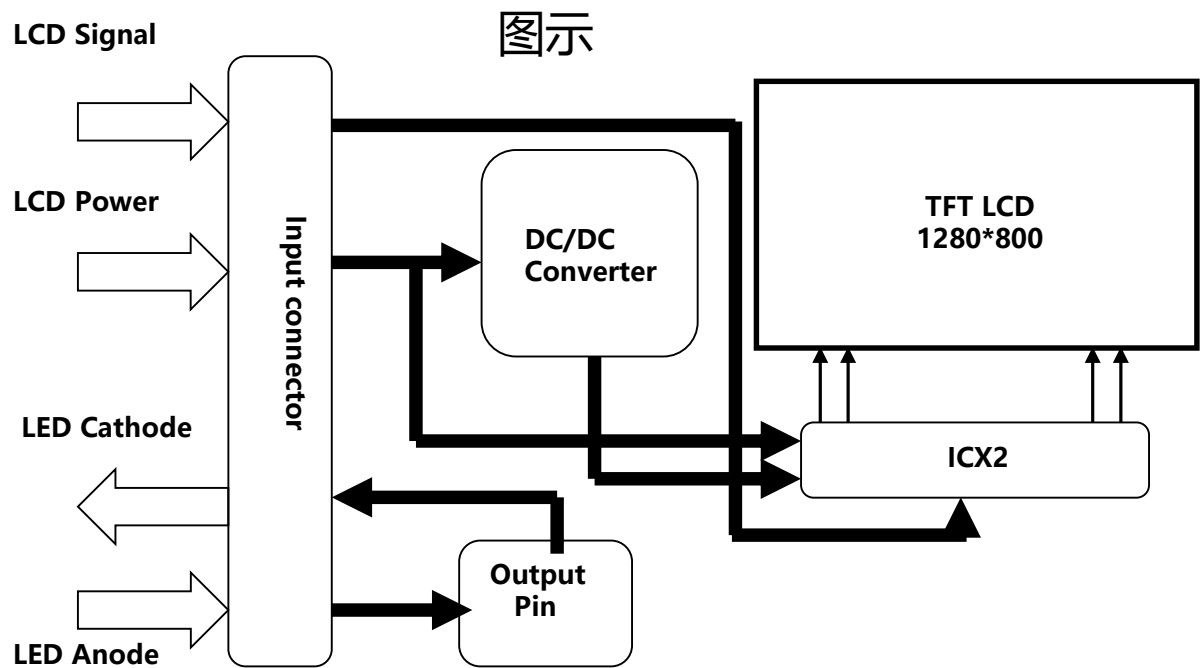 图示
LCD Signal
LCD Power
LED Cathode
LED Anode
Input connector
DC/DC
Converter
Output
Pin
TFT LCD
1280*800
ICX2